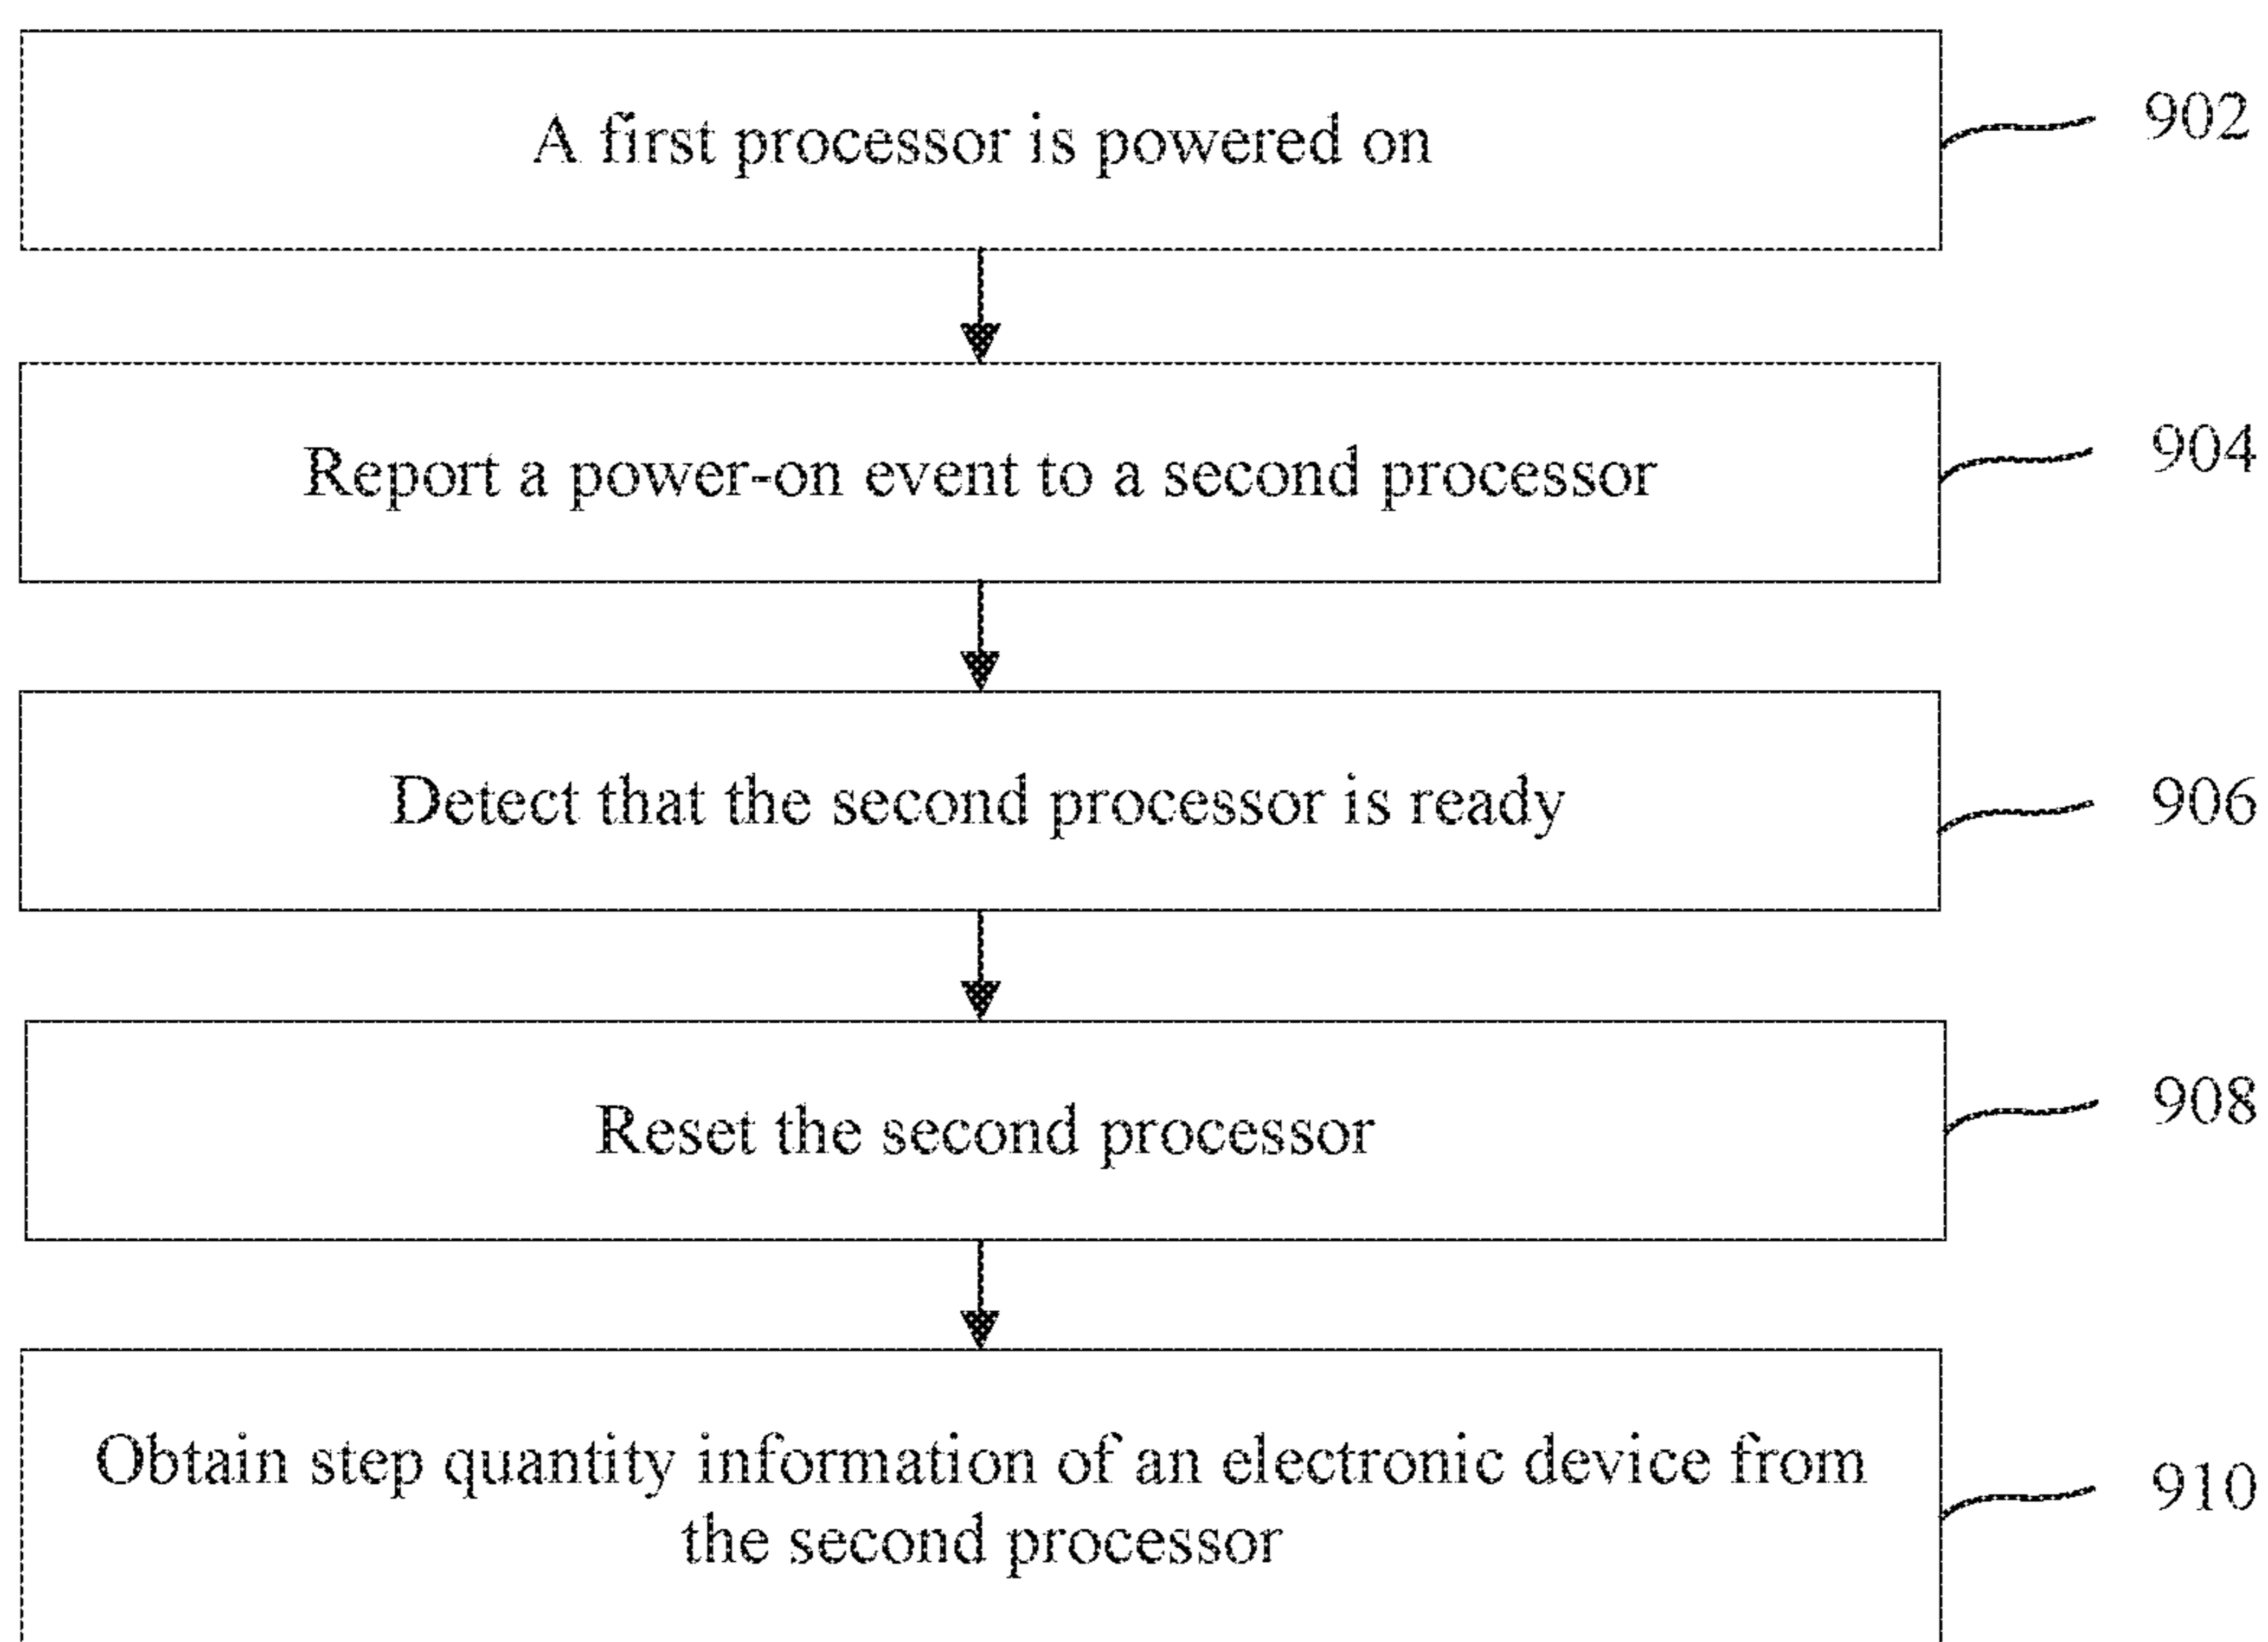 A first processor is powered on
902
Report a power-on event to a second processor
904
Detect that the second processor is ready
906
Reset the second processor
908
Obtain step quantity information of an electronic device from
the second processor
910